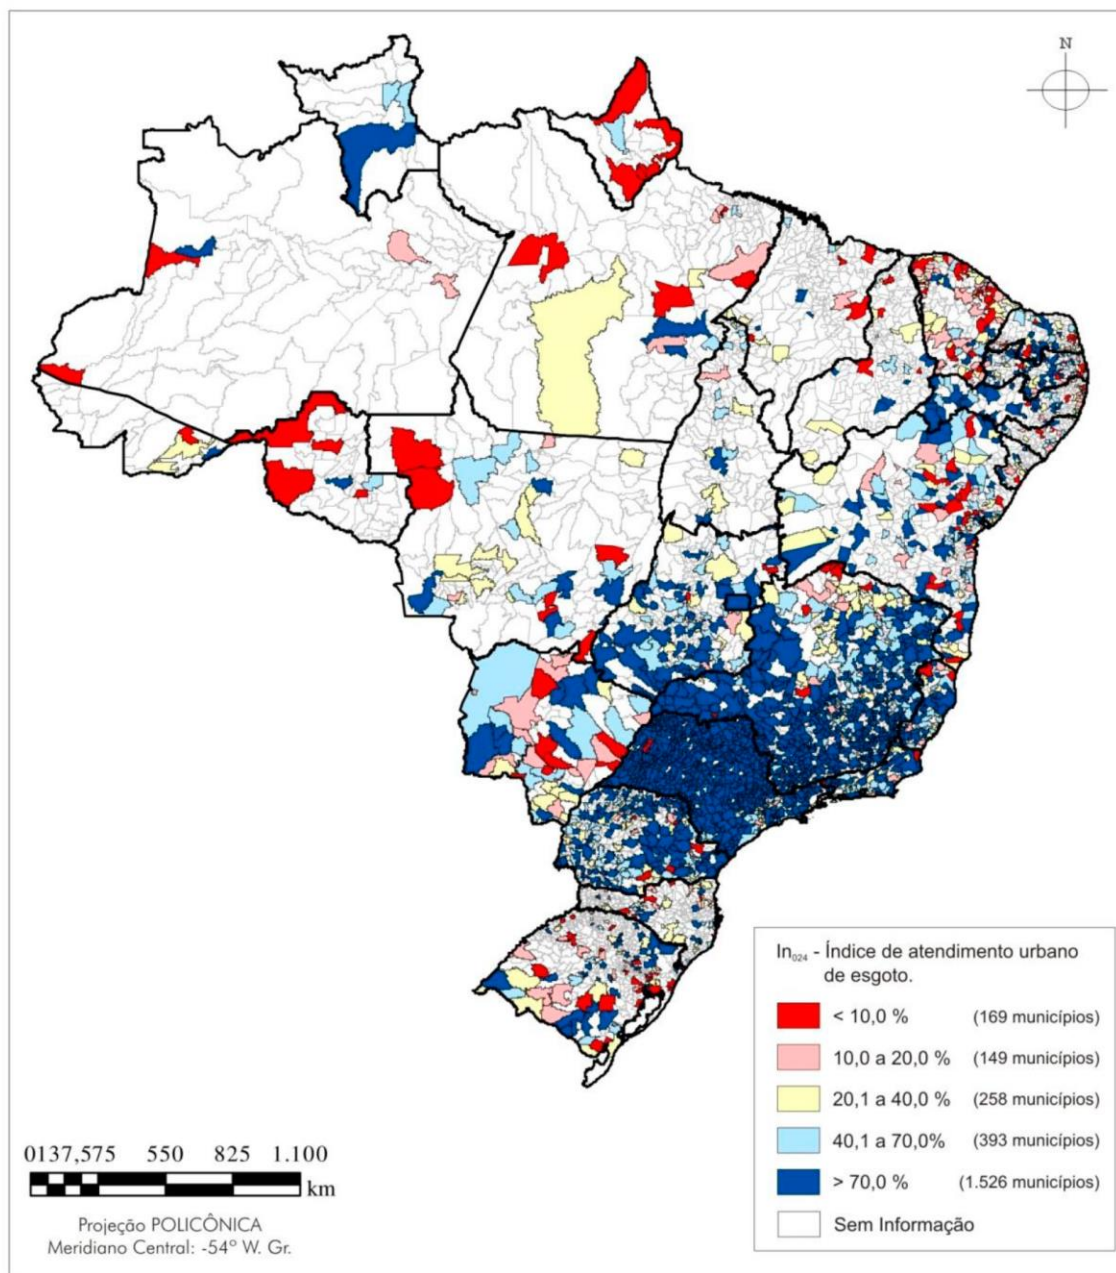 N
In024 - Índice de atendimento urbano
de esgoto.
< 10,0 % (169 municípios)
10,0 a 20,0 % (149 municípios)
20,1 a 40,0 % (258 municípios)
40,1 a 70,0% (393 municípios)
> 70,0 % (1.526 municípios)
Sem Informação
0137,575 550 825 1.100
km
Projeção POLICÔNICA
Meridiano Central: -54º W. Gr.